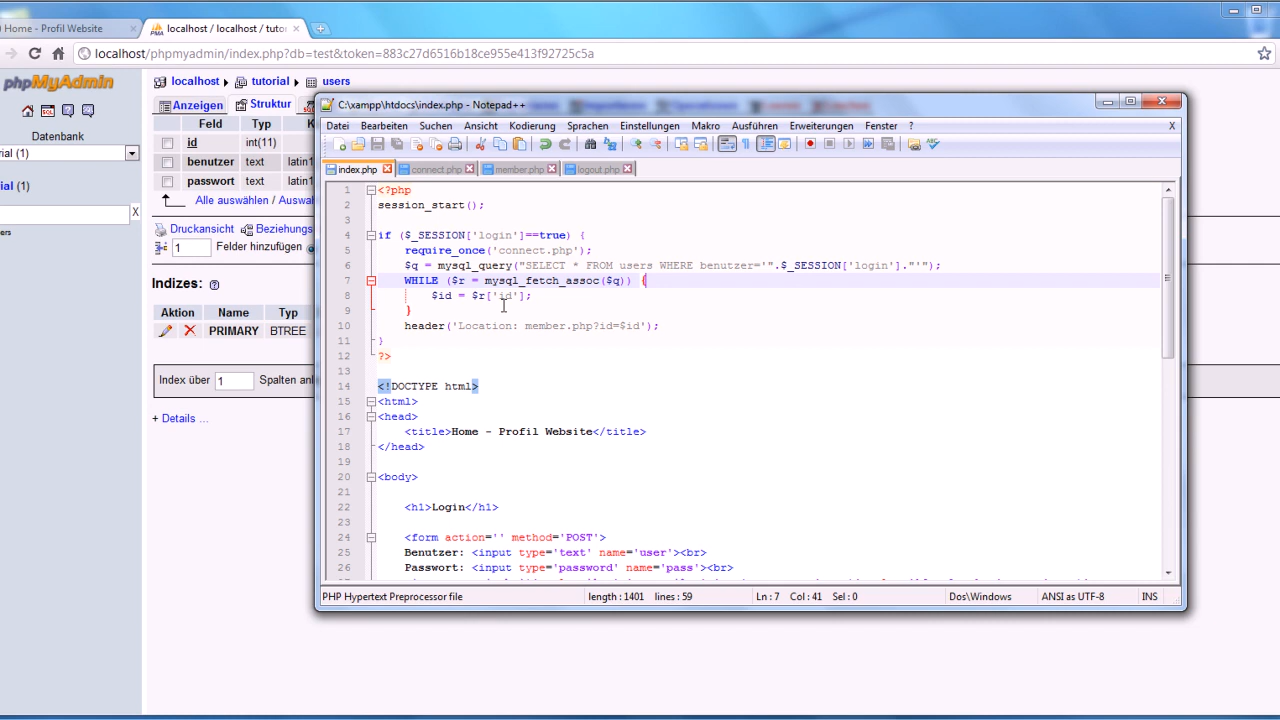 Home - Profil Website
localhost / localhost / tutor
localhost/phpmyadmin/index.php?db=test&token=883c27d6516b18ce955e413f92725c5a
phpMyAdmin
localhost
tutorial
users
Anzeigen
Struktur
Datenbank
rial (1)
ial (1)
X
ers
Feld
Typ
id
int(11)
benutzer
text
latin1
passwort
text
latin1
Alle auswählen / Auswa
Druckansicht
Beziehungs
1
Felder hinzufügen
Indizes:
Aktion
Name
Typ
PRIMARY
BTREE
Index über
1
Spalten anl
+ Details ...
C:\xampp\htdocs\index.php - Notepad++
Datei Bearbeiten Suchen Ansicht Kodierung Sprachen Einstellungen Makro Ausführen Erweiterungen Fenster ? X
index.php connect.php member.php logout.php
1 <?php
2 session_start();
3
4 if ($_SESSION['login']==true) {
5 require_once('connect.php');
6 $q = mysql_query("SELECT * FROM users WHERE benutzer='".$_SESSION['login']."'");
7 WHILE ($r = mysql_fetch_assoc($q)) {
8 $id = $r['id'];
9 }
10 header('Location: member.php?id=$id');
11 }
12 ?>
13
14 <!DOCTYPE html>
15 <html>
16 <head>
17 <title>Home - Profil Website</title>
18 </head>
19
20 <body>
21
22 <h1>Login</h1>
23
24 <form action='' method='POST'>
25 Benutzer: <input type='text' name='user'><br>
26 Passwort: <input type='password' name='pass'><br>
PHP Hypertext Preprocessor file
length : 1401 lines : 59
Ln : 7 Col : 41 Sel : 0
Dos\Windows
ANSI as UTF-8
INS